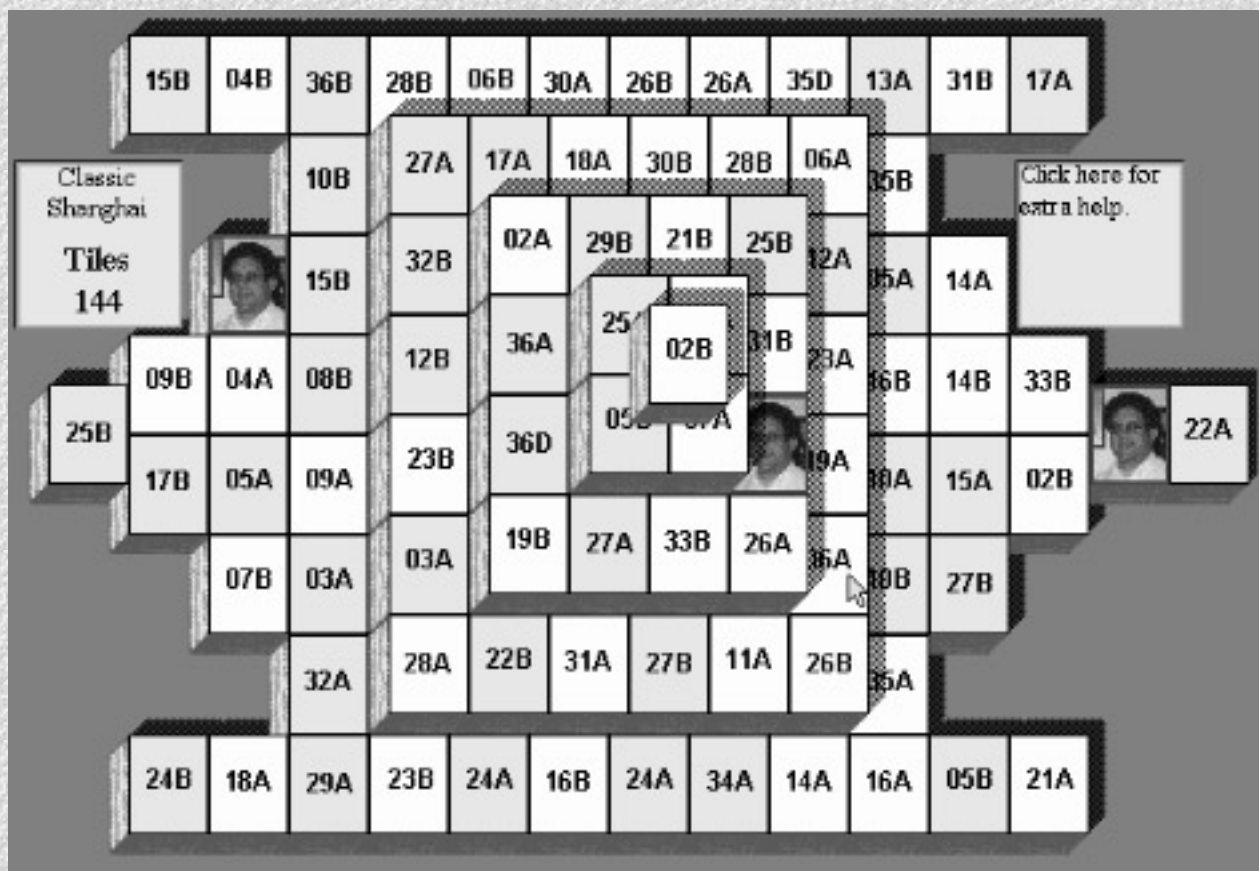 15B 04B 36B 28B 06B 30A 26B 26A 35D 13A 31B 17A
27A 17A 18A 30B 28B 06A
10B 35B
Classic
Shanghai
Tiles
144
Click here for
extra help.
02A 29B 21B 25B
15B 32B 14A
02B
36A
09B 04A 08B 12B 14B 33B
25B 22A
36D
17B 05A 09A 23B 15A 02B
19B 27A 33B 26A
07B 03A 03A 27B
28A 22B 31A 27B 11A 26B
32A
24B 18A 29A 23B 24A 16B 24A 34A 14A 16A 05B 21A